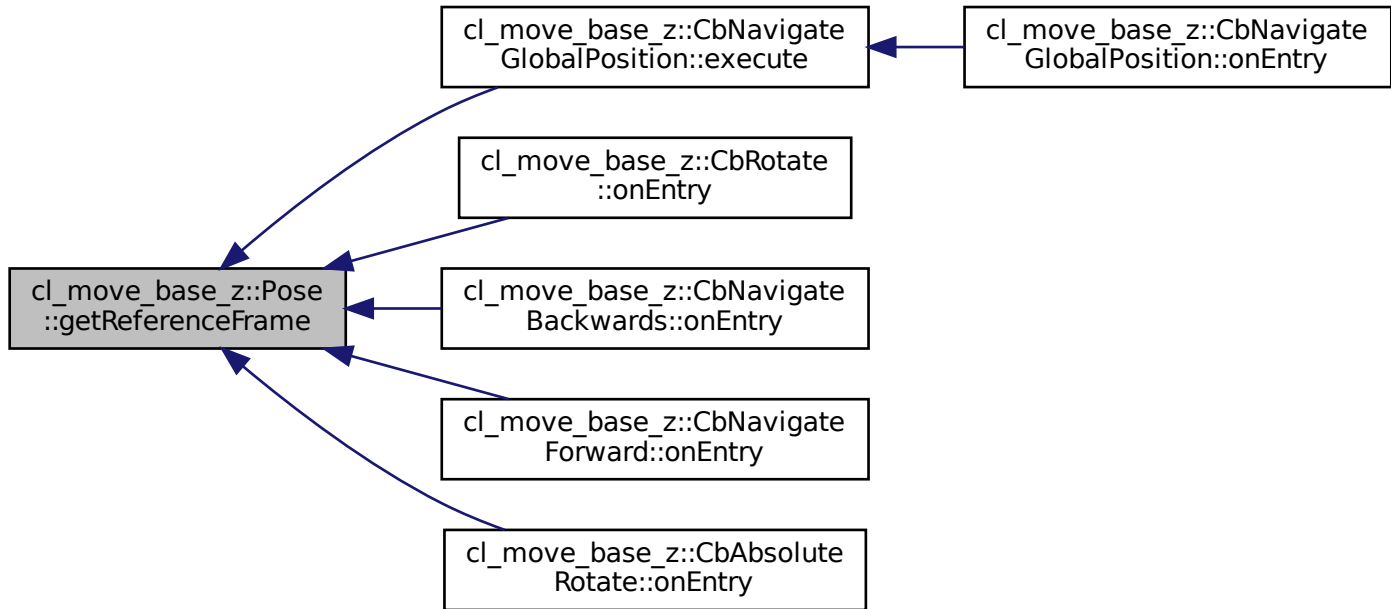 cl_move_base_z::CbNavigate
GlobalPosition::execute
cl_move_base_z::CbNavigate
GlobalPosition::onEntry
cl_move_base_z::CbRotate
::onEntry
cl_move_base_z::Pose
::getReferenceFrame
cl_move_base_z::CbNavigate
Backwards::onEntry
cl_move_base_z::CbNavigate
Forward::onEntry
cl_move_base_z::CbAbsolute
Rotate::onEntry